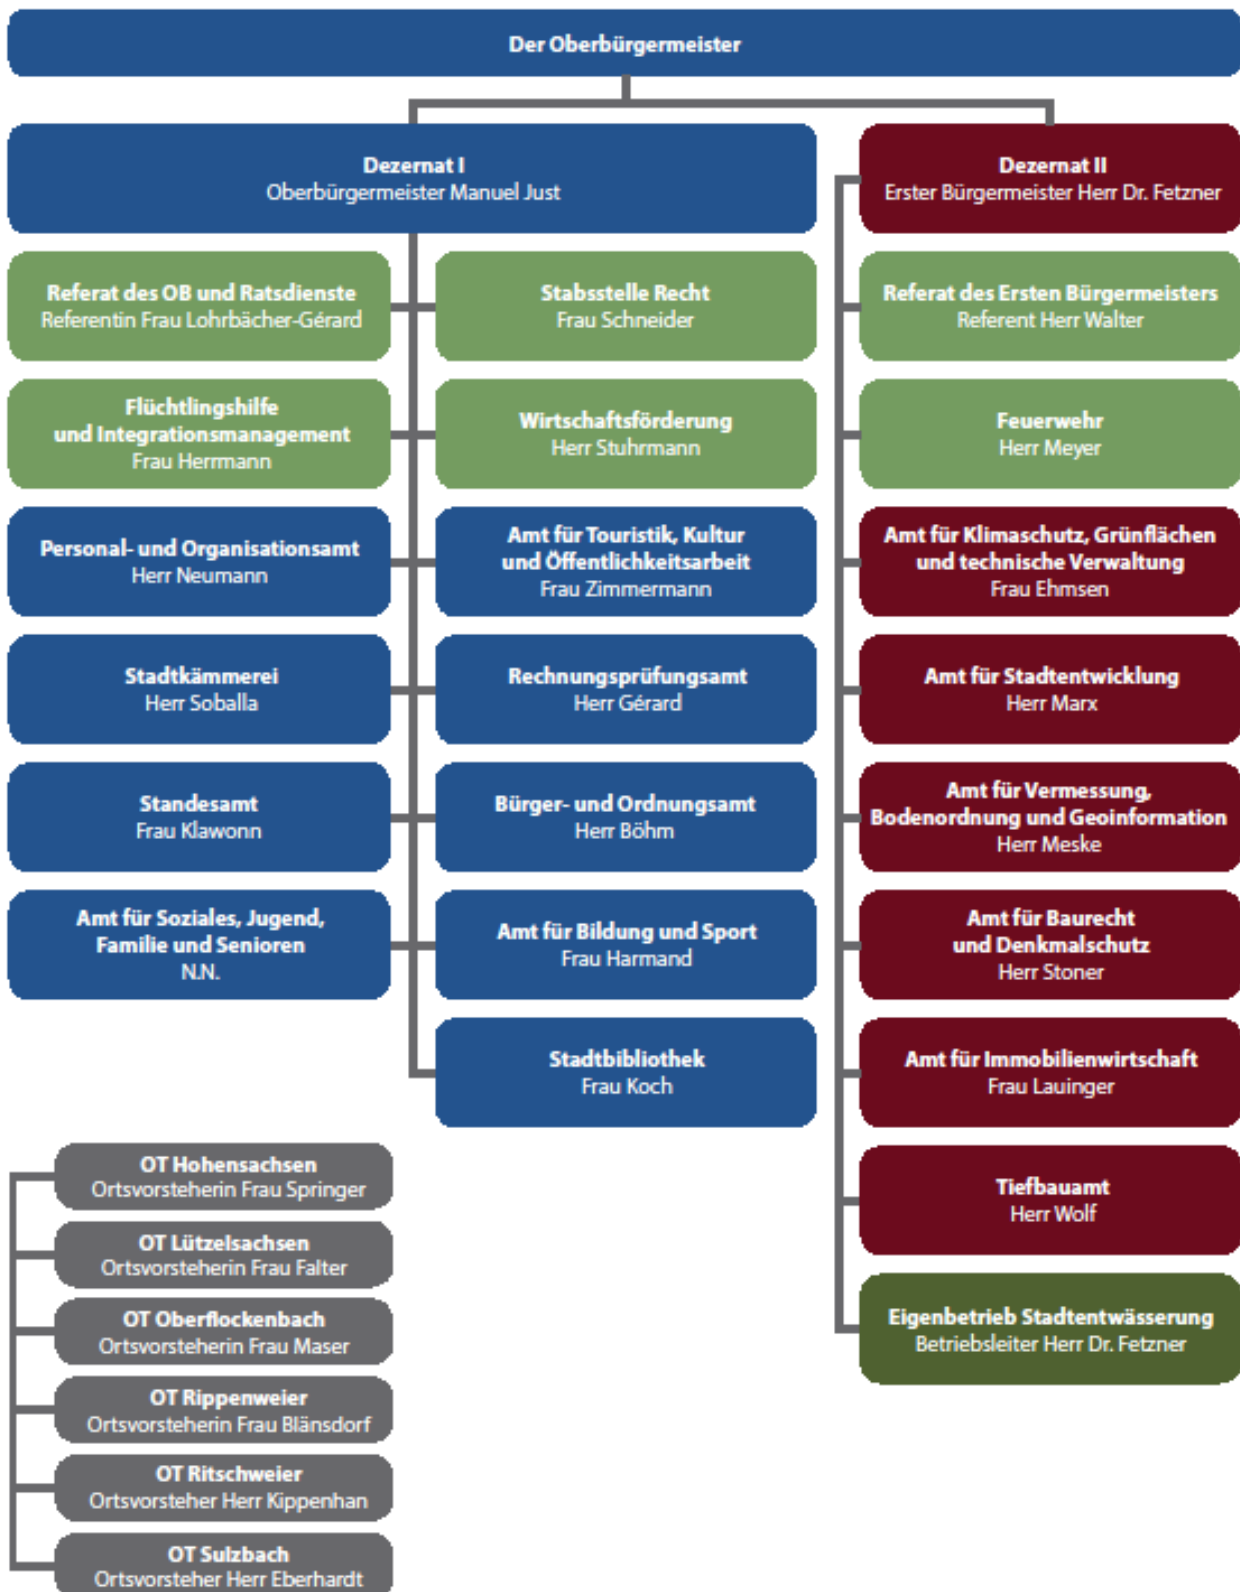 Der Oberbürgermeister
Dezernat I
Oberbürgermeister Manuel Just
Referat des OB und Ratsdienste
Referentin Frau Lohrbächer-Gérard
Stabsstelle Recht
Frau Schneider
Flüchtlingshilfe
und Integrationsmanagement
Frau Herrmann
Wirtschaftsförderung
Herr Stuhrmann
Personal- und Organisationsamt
Herr Neumann
Amt für Touristik, Kultur
und Öffentlichkeitsarbeit
Frau Zimmermann
Stadtkämmerei
Herr Soballa
Rechnungsprüfungsamt
Herr Gérard
Standesamt
Frau Klawonn
Bürger- und Ordnungsamt
Herr Böhm
Amt für Soziales, Jugend,
Familie und Senioren
N.N.
Amt für Bildung und Sport
Frau Harmand
Stadtbibliothek
Frau Koch
Dezernat II
Erster Bürgermeister Herr Dr. Fetzner
Referat des Ersten Bürgermeisters
Referent Herr Walter
Feuerwehr
Herr Meyer
Amt für Klimaschutz, Grünflächen
und technische Verwaltung
Frau Ehmsen
Amt für Stadtentwicklung
Herr Marx
Amt für Vermessung,
Bodenordnung und Geoinformation
Herr Meske
Amt für Baurecht
und Denkmalschutz
Herr Stoner
Amt für Immobilienwirtschaft
Frau Lauinger
Tiefbauamt
Herr Wolf
Eigenbetrieb Stadtentwässerung
Betriebsleiter Herr Dr. Fetzner
OT Hohensachsen
Ortsvorsteherin Frau Springer
OT Lützelsachsen
Ortsvorsteherin Frau Falter
OT Oberflockenbach
Ortsvorsteherin Frau Maser
OT Rippenweier
Ortsvorsteherin Frau Blänsdorf
OT Ritschweier
Ortsvorsteher Herr Kippenhan
OT Sulzbach
Ortsvorsteher Herr Eberhardt